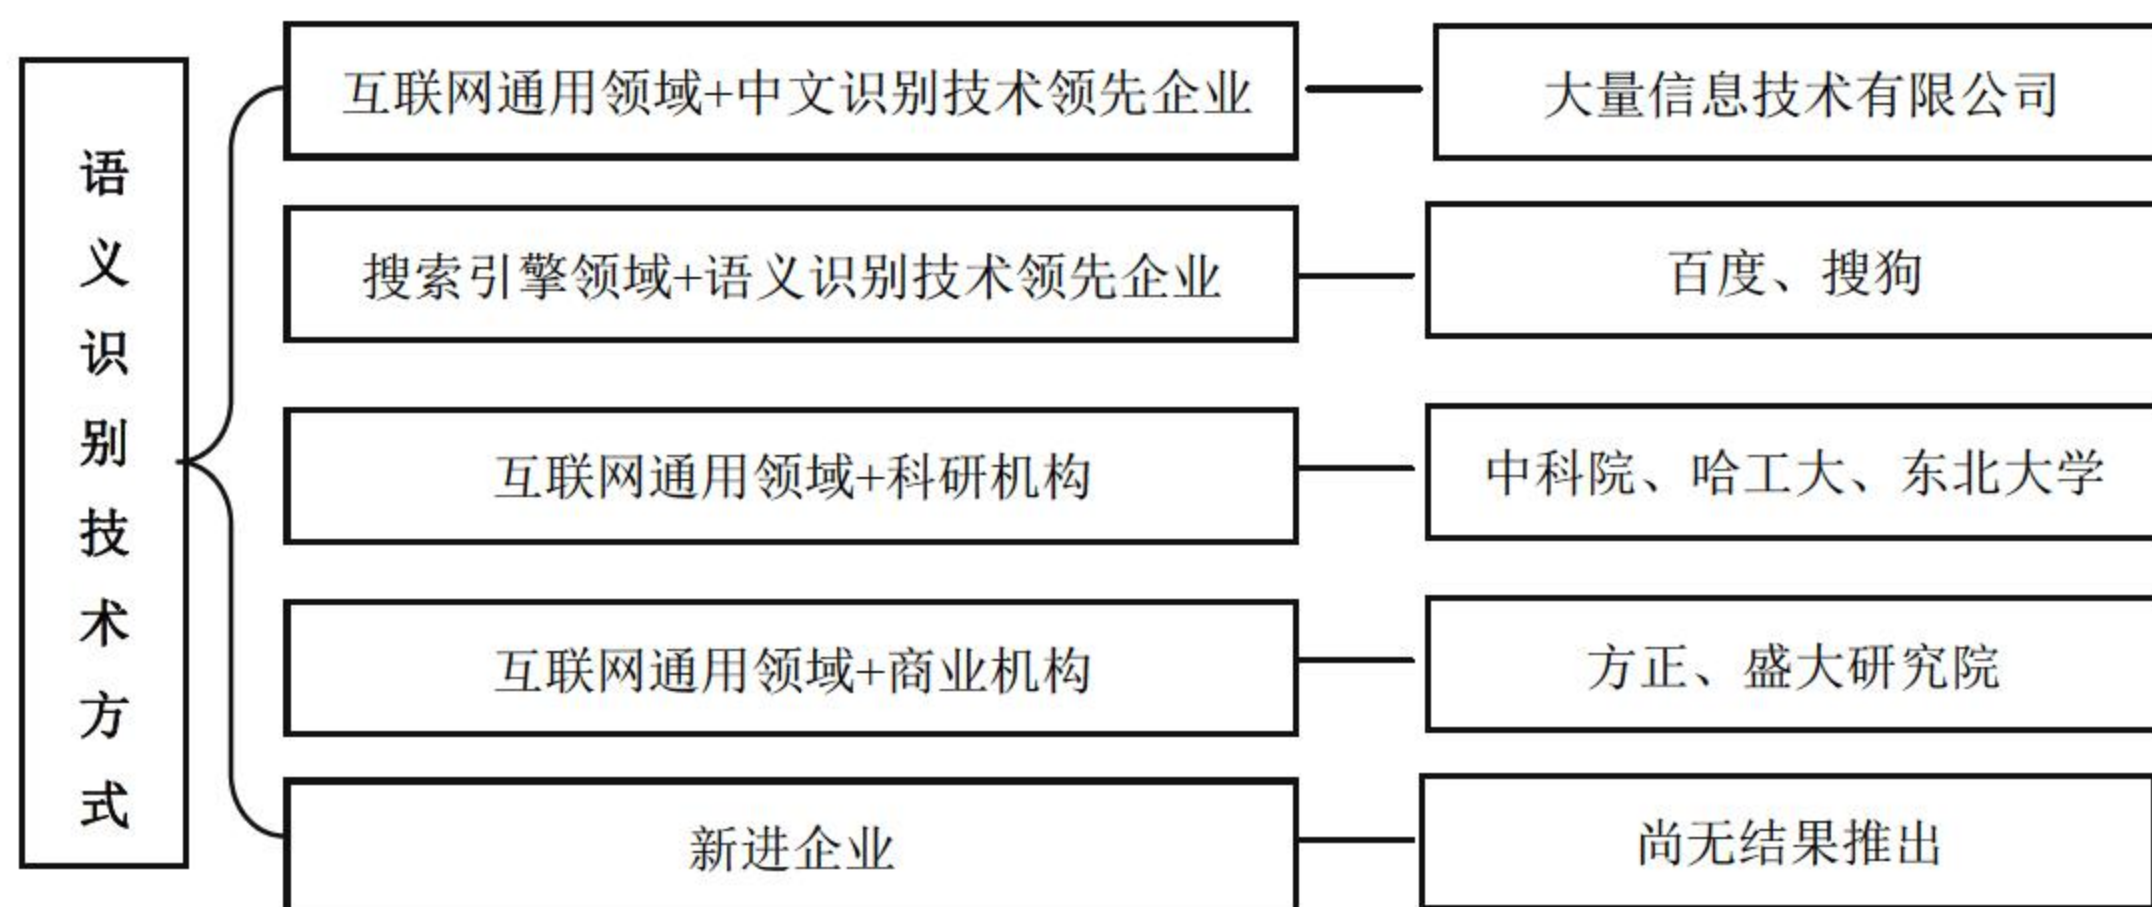 语义识别技术方式
互联网通用领域+中文识别技术领先企业
大量信息技术有限公司
搜索引擎领域+语义识别技术领先企业
百度、搜狗
互联网通用领域+科研机构
中科院、哈工大、东北大学
互联网通用领域+商业机构
方正、盛大研究院
新进企业
尚无结果推出